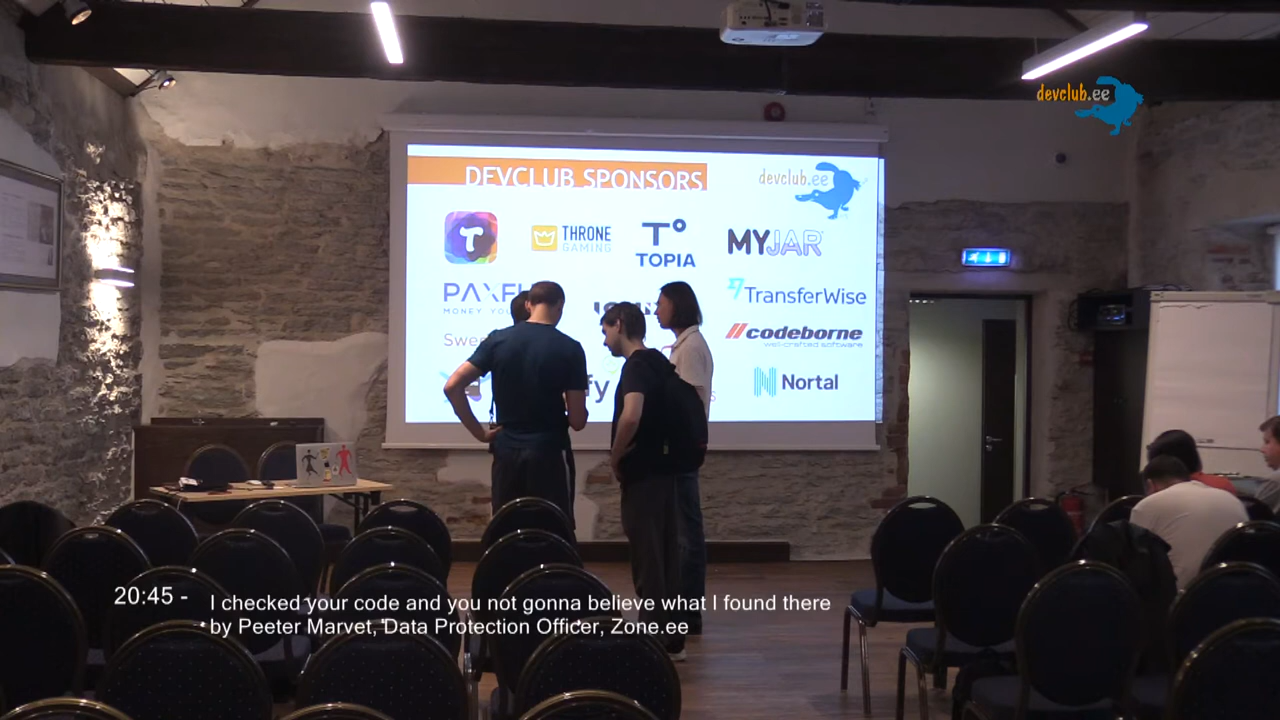 devclub.ee
DEVCLUB SPONSORS
devclub.ee
T
THRONE
GAMING
TOPIA
MYJAR
MONEY
TransferWise
codeborne
well-crafted software
Nortal
20:45 -
I checked your code and you not gonna believe what I found there
by Peeter Marvet, Data Protection Officer, Zone.ee